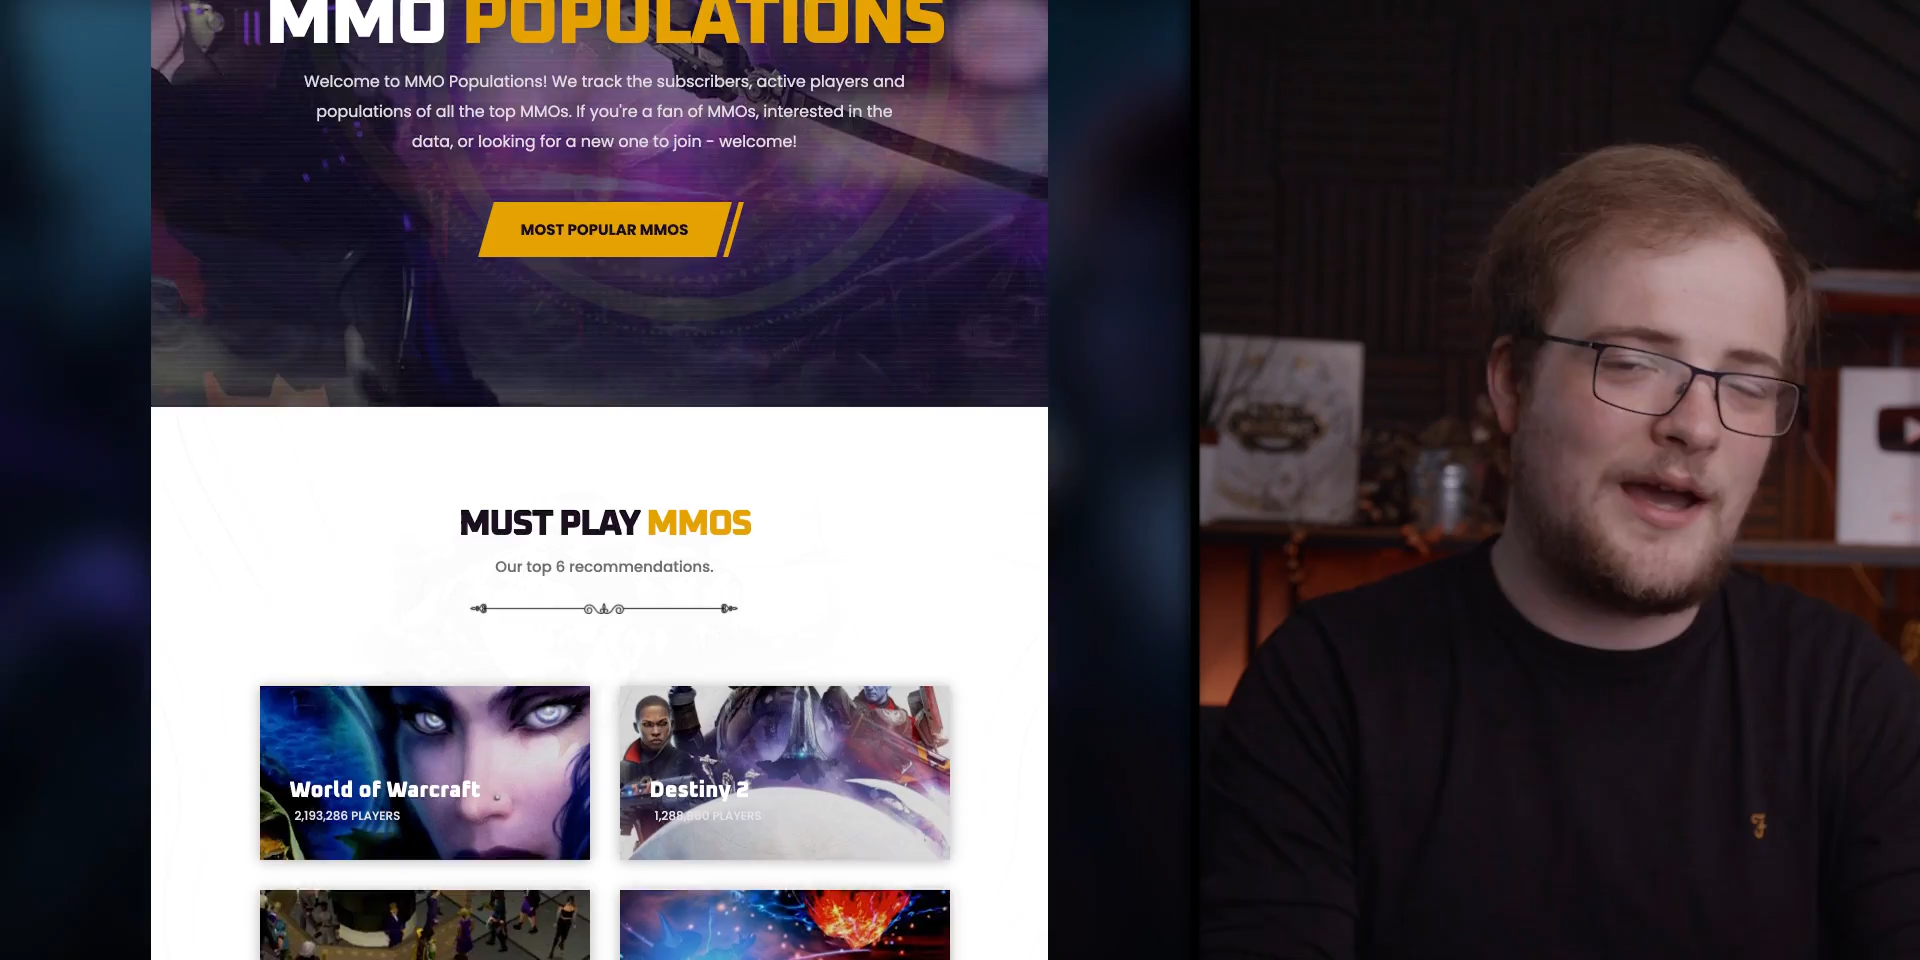 MMO POPULATIONS
Welcome to MMO Populations! We track the subscribers, active players and
populations of all the top MMOs. If you're a fan of MMOs, interested in the
data, or looking for a new one to join - welcome!
MOST POPULAR MMOS
MUST PLAY MMOS
Our top 6 recommendations.
World of Warcraft
2,193,286 PLAYERS
Destiny 2
PLAYERS